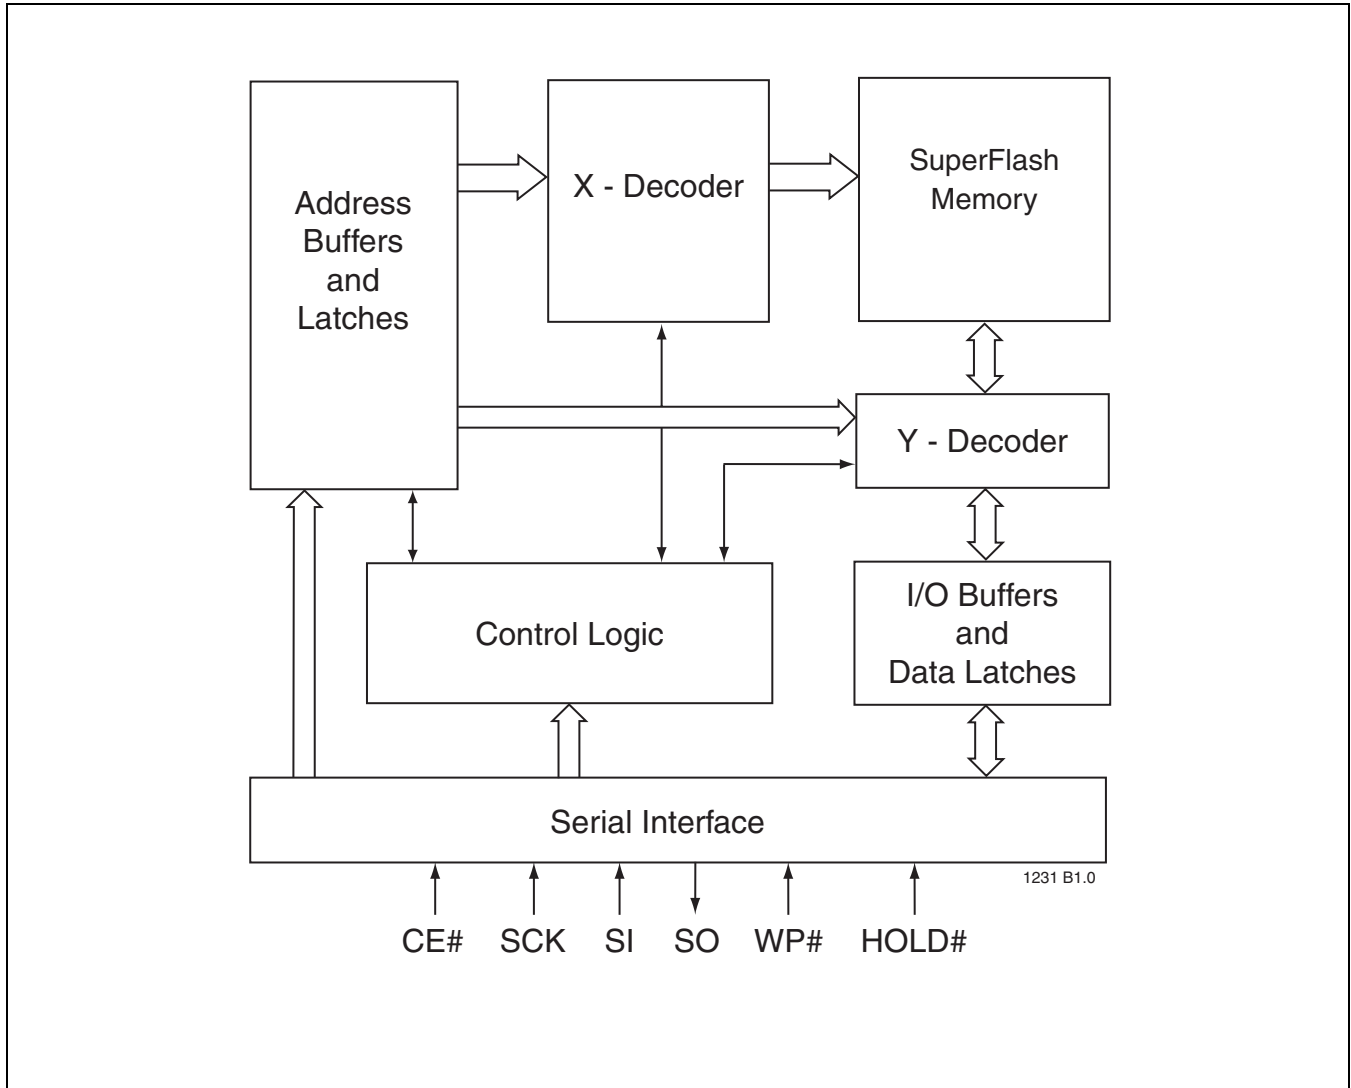 Address
Buffers
and
Latches
X - Decoder
SuperFlash
Memory
Y - Decoder
Control Logic
I/O Buffers
and
Data Latches
Serial Interface
1231 B1.0
CE# SCK SI SO WP# HOLD#